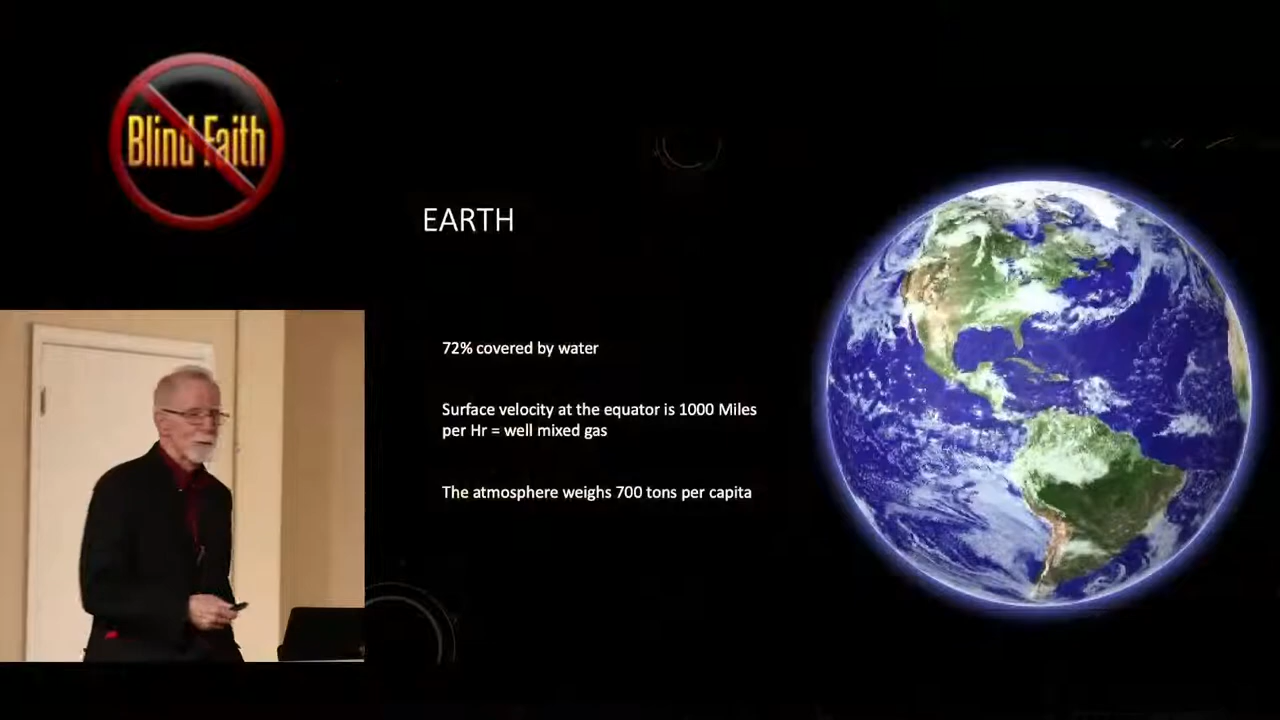 Blind Faith
EARTH
72% covered by water
Surface velocity at the equator is 1000 Miles
per Hr = well mixed gas
The atmosphere weighs 700 tons per capita